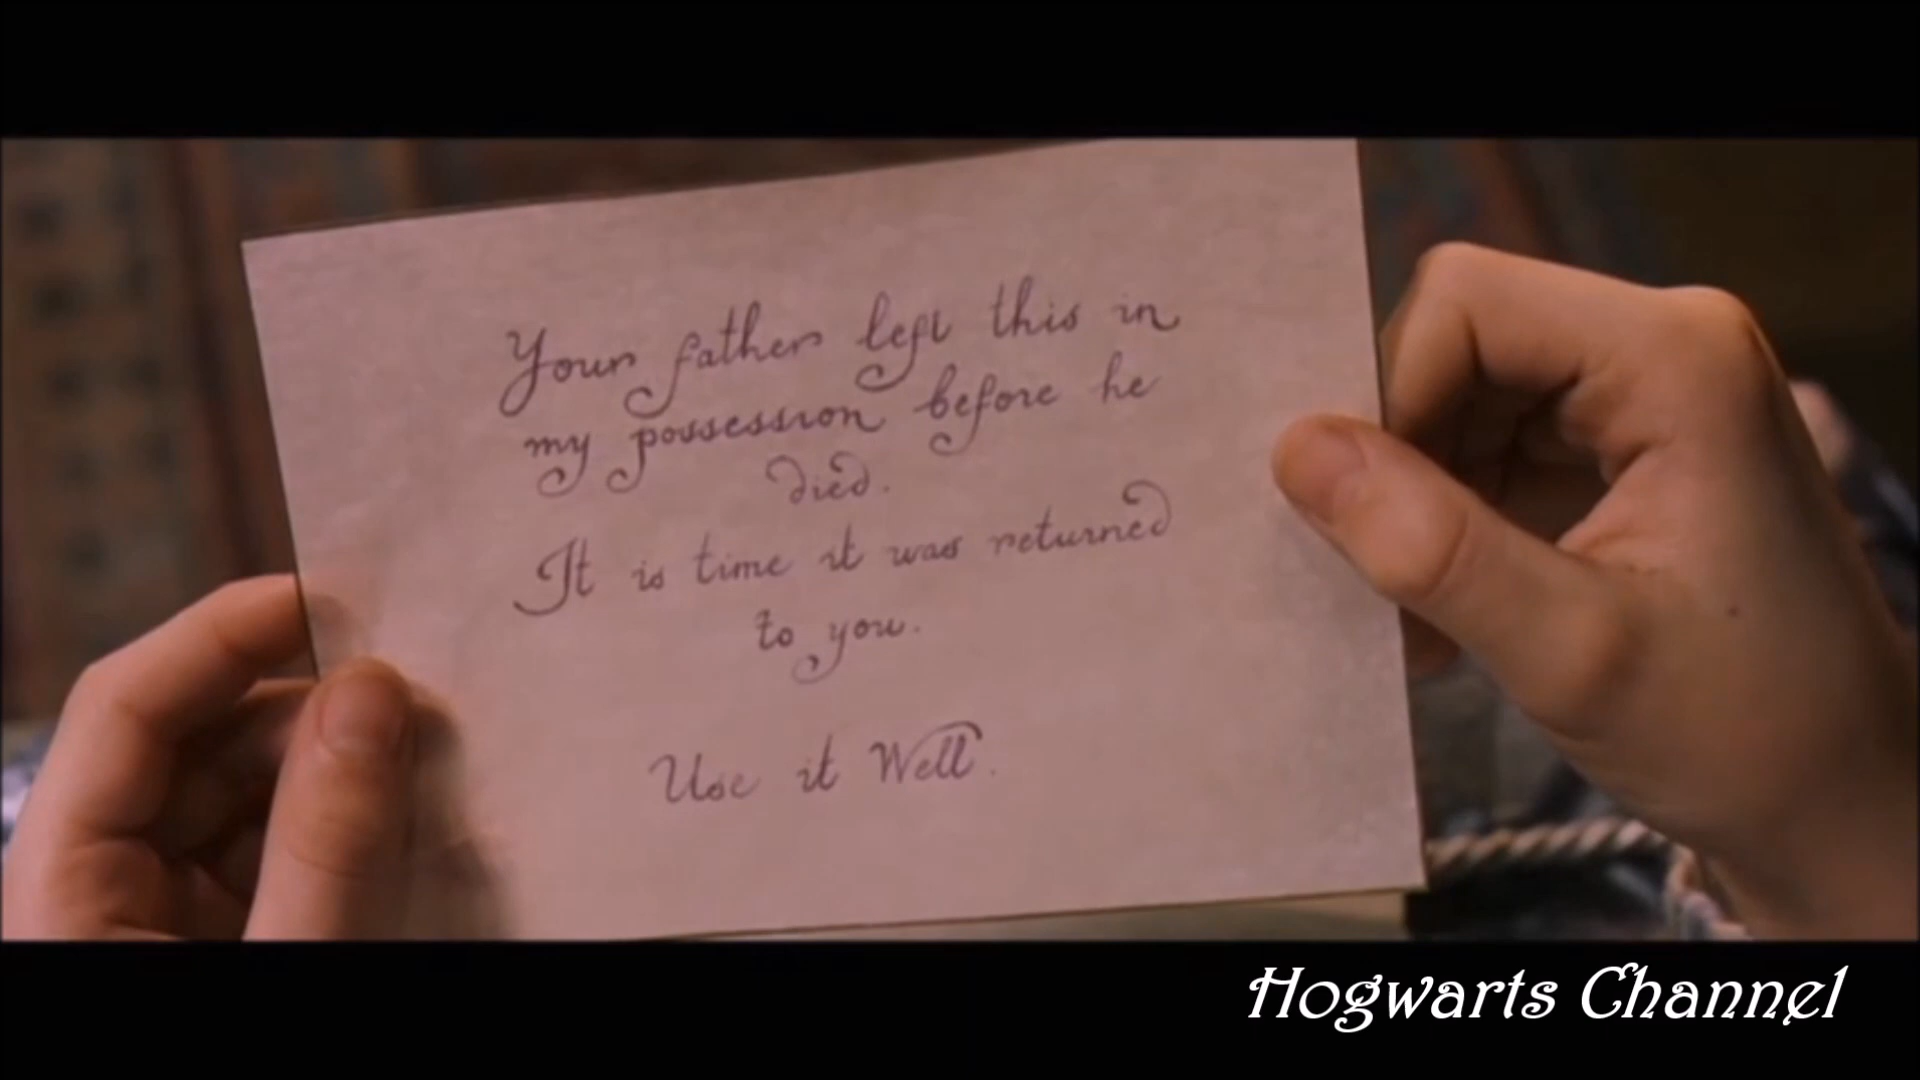 Your father left this in
my possession before he
died.
It is time it was returned
to you.
Use it Well.
Hogwarts Channel